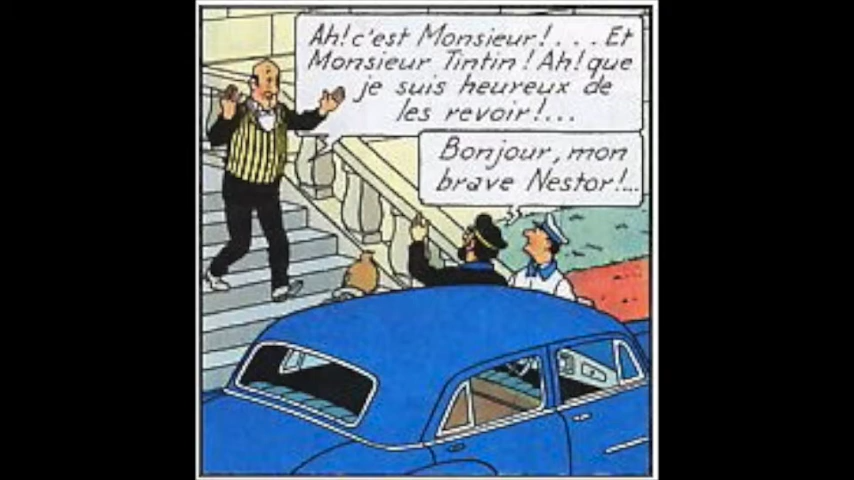 Ah! c'est Monsieur!.... Et
Monsieur Tintin! Ah! que
je suis heureux de
les revoir!...
Bonjour, mon
brave Nestor!...